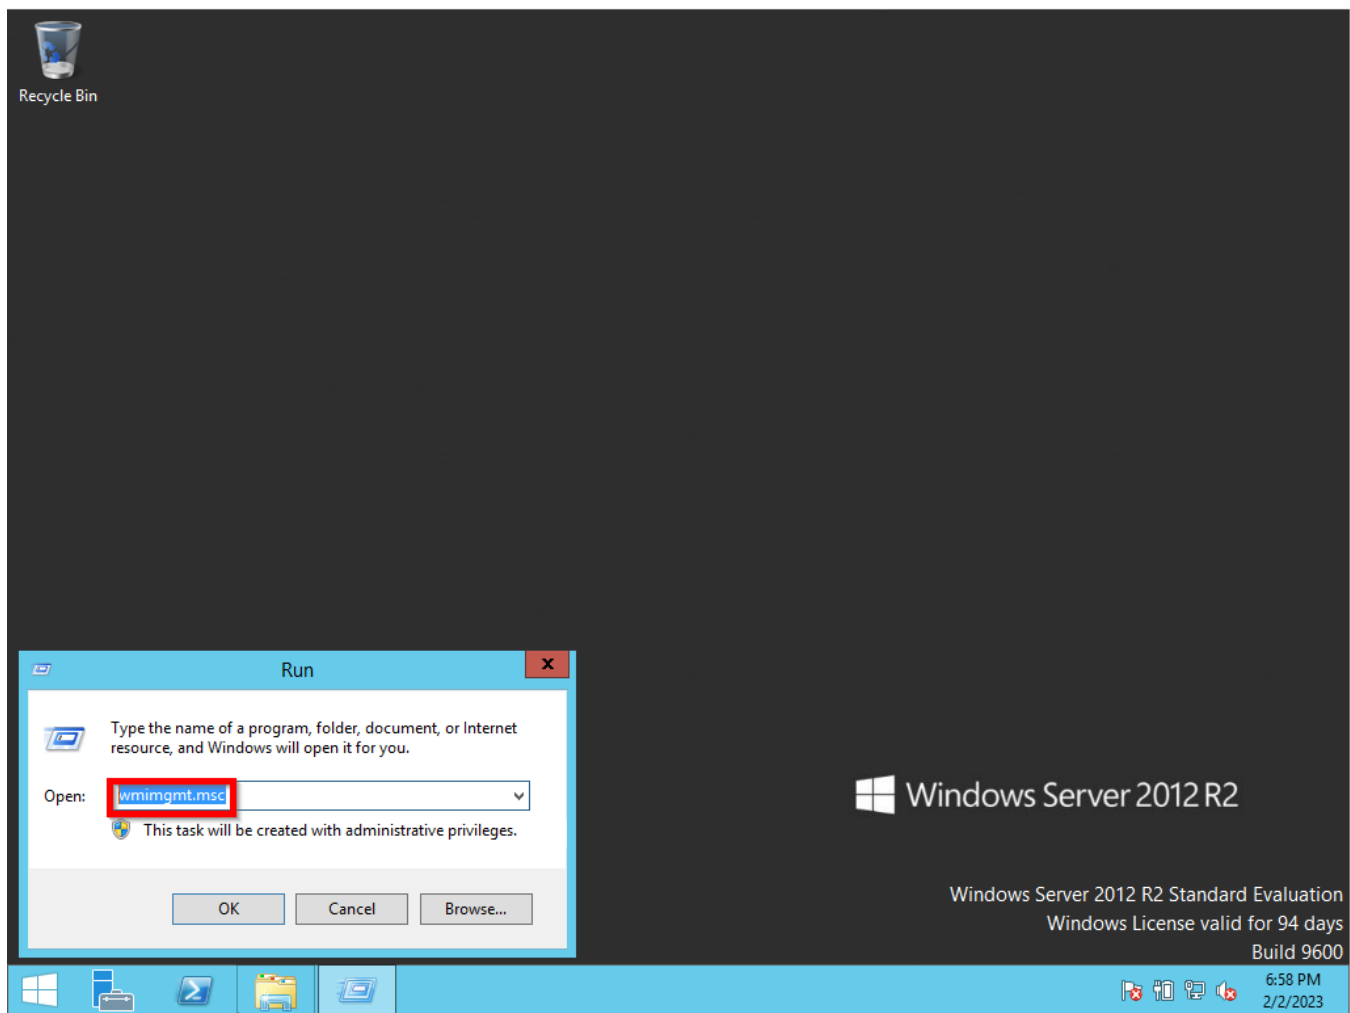 Recycle Bin
Run
x
Type the name of a program, folder, document, or Internet
resource, and Windows will open it for you.
Open:
wmimgmt.msc
This task will be created with administrative privileges.
OK
Cancel
Browse...
Windows Server 2012 R2
Windows Server 2012 R2 Standard Evaluation
Windows License valid for 94 days
Build 9600
6:58 PM
2/2/2023